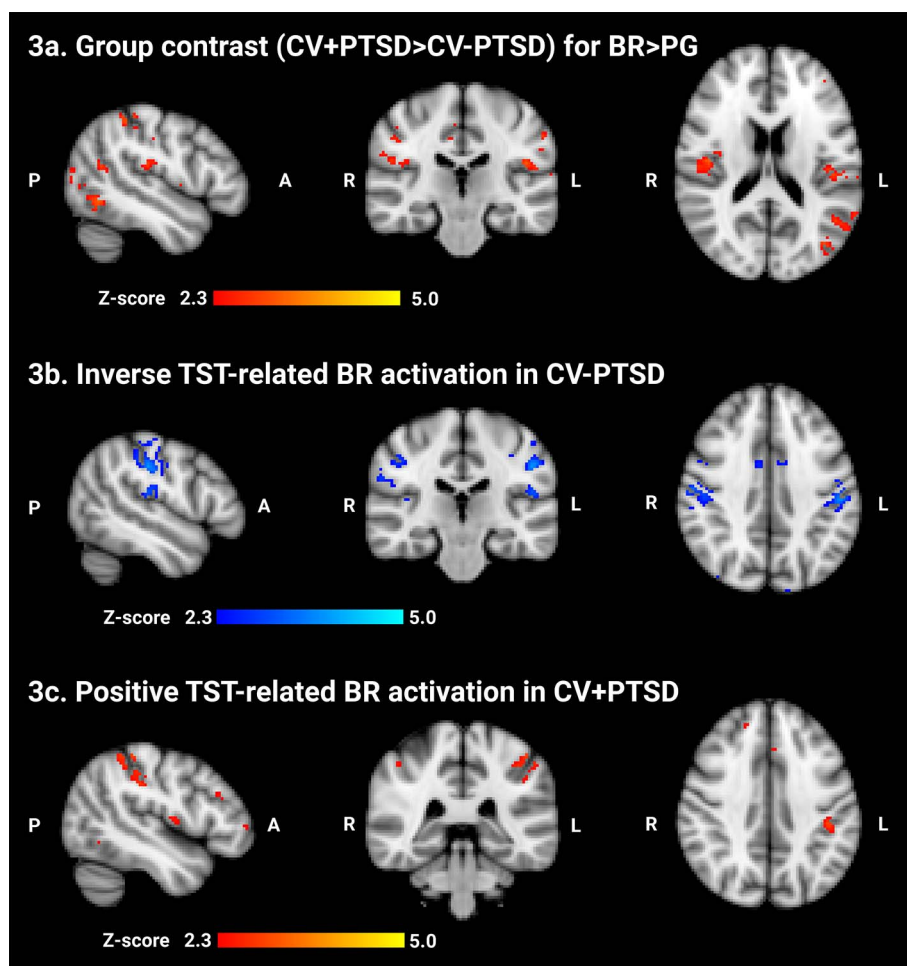 3a. Group contrast (CV+PTSD>CV-PTSD) for BR>PG
P A R L R L
Z-score 2.3 5.0
3b. Inverse TST-related BR activation in CV-PTSD
P A R L R L
Z-score 2.3 5.0
3c. Positive TST-related BR activation in CV+PTSD
P A R L R L
Z-score 2.3 5.0